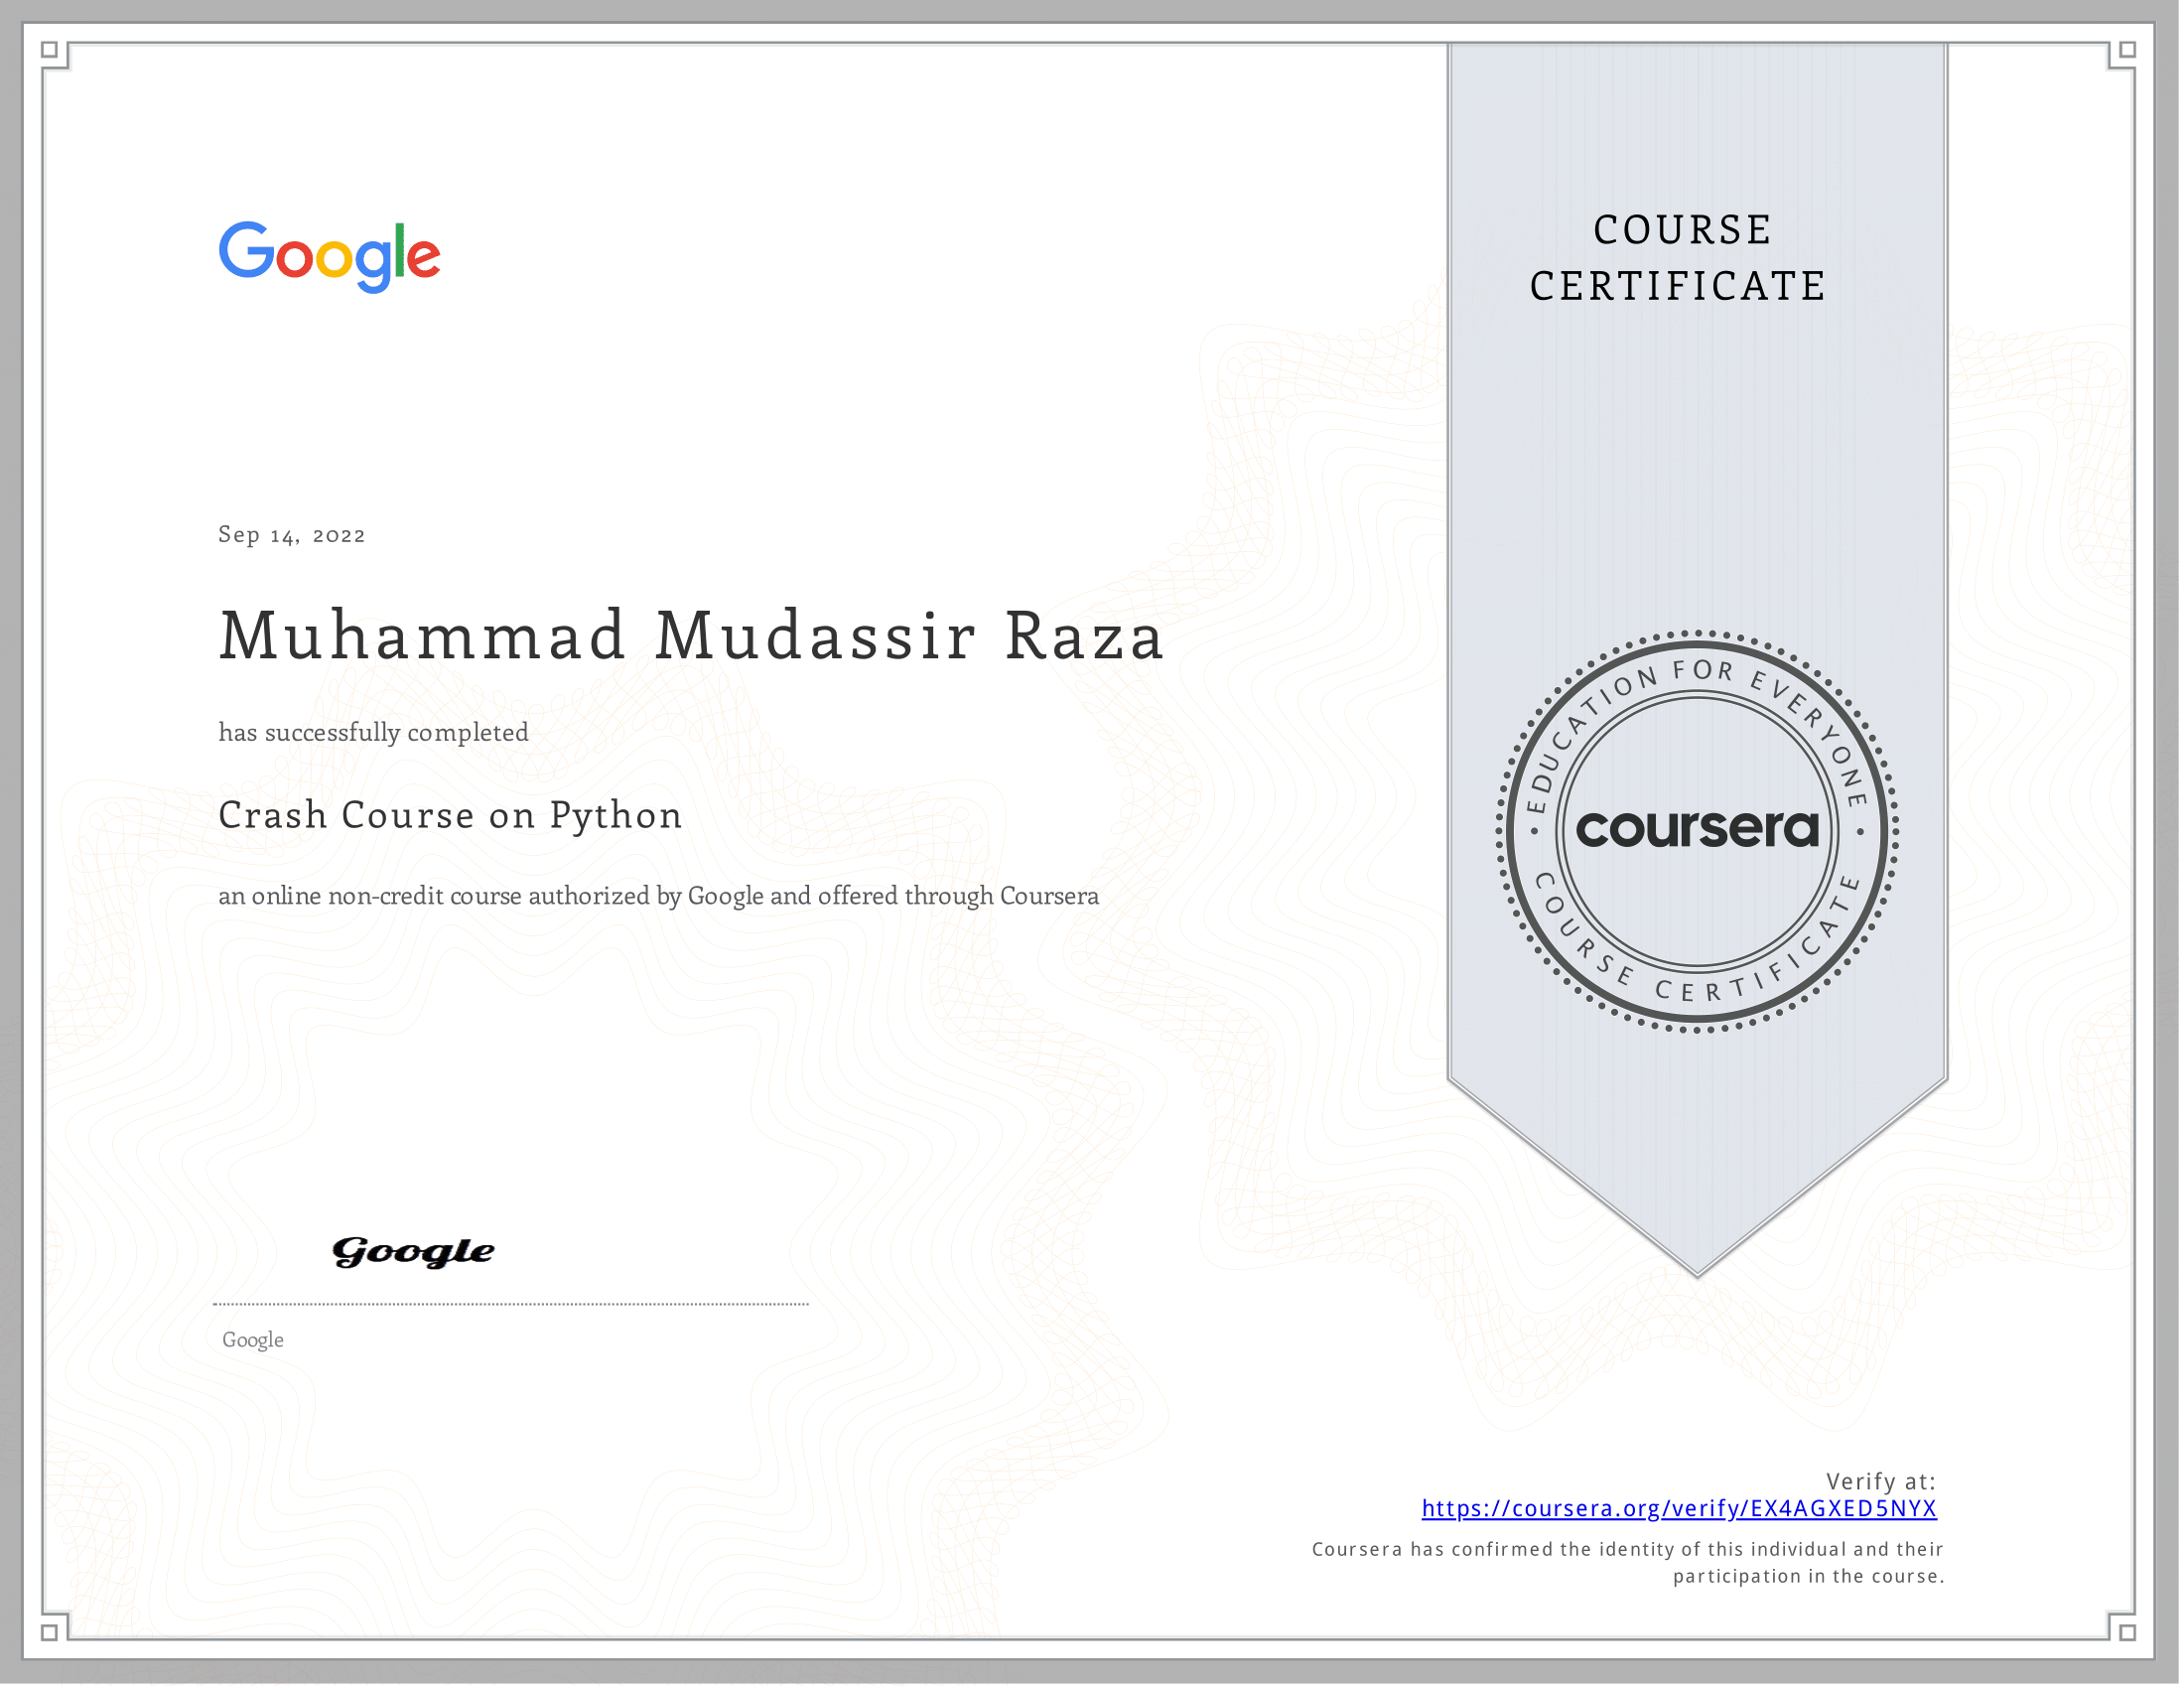 Google
COURSE
CERTIFICATE
Sep 14, 2022
Muhammad Mudassir Raza
has successfully completed
Crash Course on Python
an online non-credit course authorized by Google and offered through Coursera
EDUCATION FOR EVERYONE
coursera
COURSE CERTIFICATE
Google
Google
Verify at:
https://coursera.org/verify/EX4AGXED5NYX
Coursera has confirmed the identity of this individual and their
participation in the course.